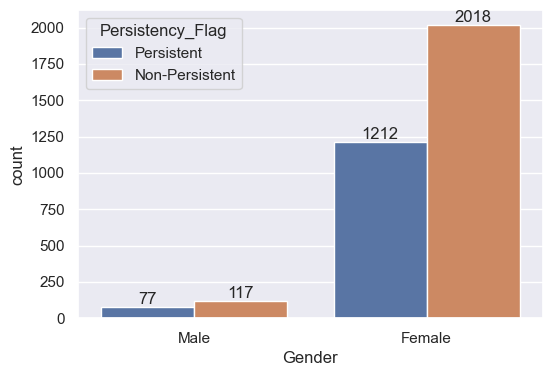 Persistency_Flag
Persistent
Non-Persistent
2018
1212
117
77
2000
1750
1500
1250
1000
750
500
250
0
count
Male
Female
Gender